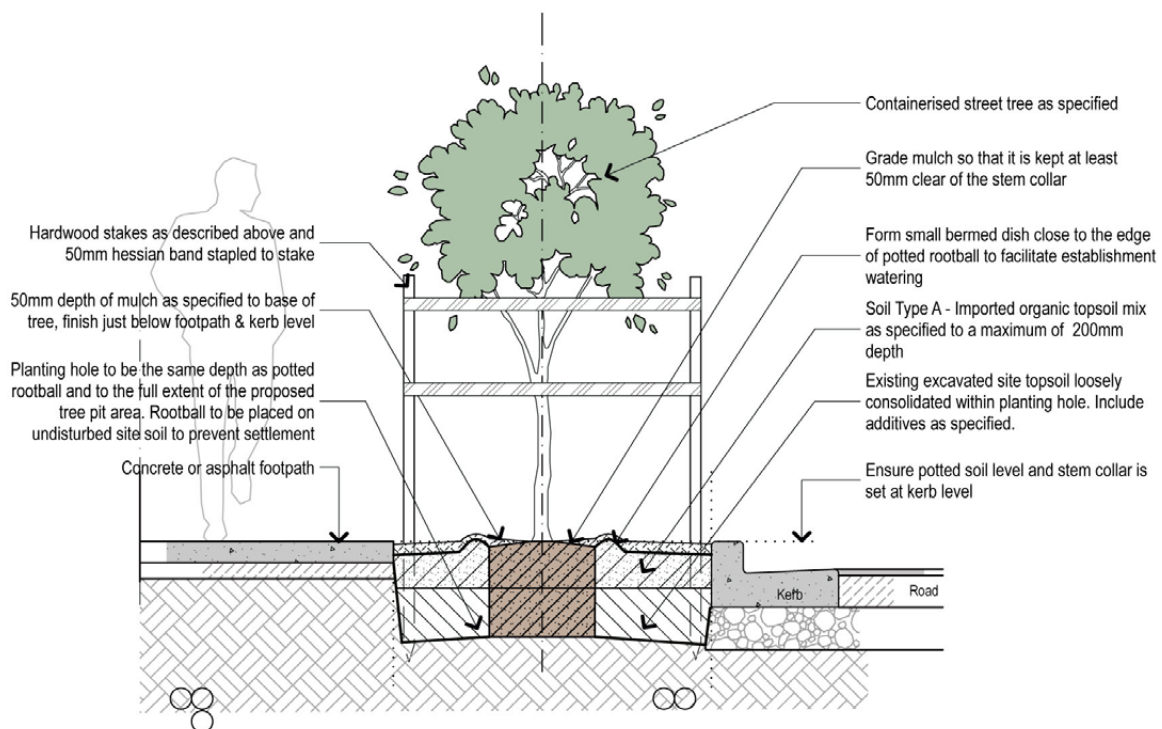 Containerised street tree as specified
Grade mulch so that it is kept at least
50mm clear of the stem collar
Hardwood stakes as described above and
50mm hessian band stapled to stake
Form small bermed dish close to the edge
of potted rootball to facilitate establishment
watering
50mm depth of mulch as specified to base of
tree, finish just below footpath & kerb level
Soil Type A - Imported organic topsoil mix
as specified to a maximum of 200mm
depth
Planting hole to be the same depth as potted
rootball and to the full extent of the proposed
tree pit area. Rootball to be placed on
undisturbed site soil to prevent settlement
Existing excavated site topsoil loosely
consolidated within planting hole. Include
additives as specified.
Concrete or asphalt footpath
Ensure potted soil level and stem collar is
set at kerb level
Kerb
Road